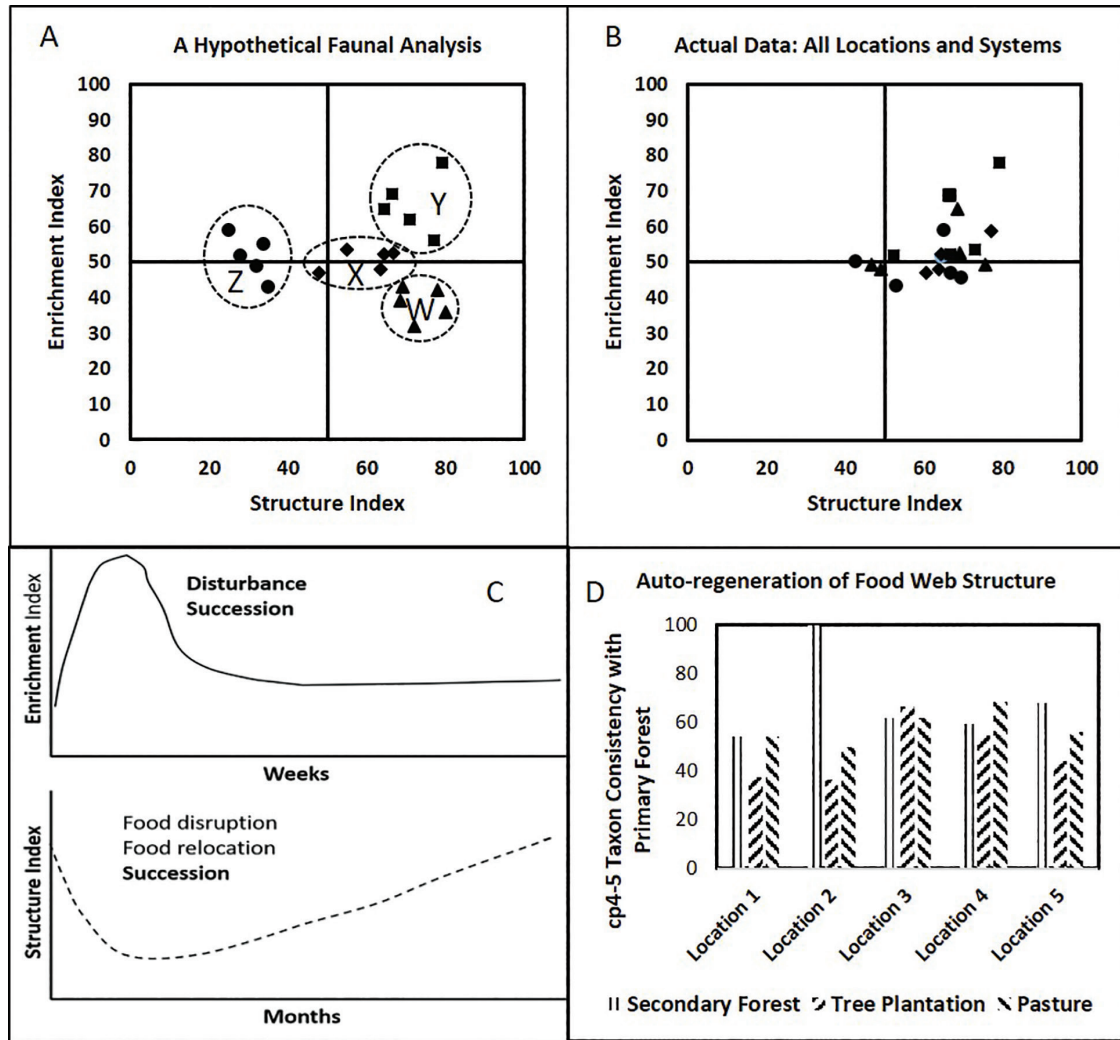 A
A Hypothetical Faunal Analysis
Enrichment Index
100
90
80
70
60
50
40
30
20
10
0
Y
Z
X
W
0 20 40 60 80 100
Structure Index
B
Actual Data: All Locations and Systems
Enrichment Index
100
90
80
70
60
50
40
30
20
10
0
0 20 40 60 80 100
Structure Index
C
Enrichment Index
Disturbance
Succession
Weeks
Structure Index
Food disruption
Food relocation
Succession
Months
D
Auto-regeneration of Food Web Structure
cp4-5 Taxon Consistency with
Primary Forest
100
80
60
40
20
0
Location 1
Location 2
Location 3
Location 4
Location 5
Secondary Forest Tree Plantation Pasture